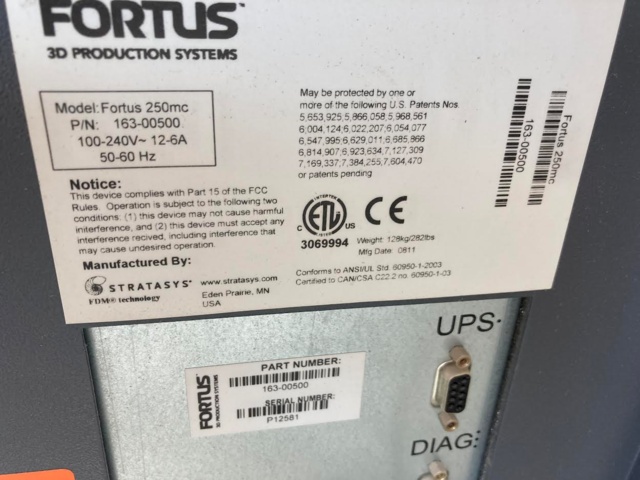 FORTUS™
3D PRODUCTION SYSTEMS
Model: Fortus 250mc
P/N: 163-00500
100-240V~ 12-6A
50-60 Hz
May be protected by one or
more of the following U.S. Patents Nos.
5,653,925,5,866,058,5,968,561
6,004,124;6,022,207;6,054,077
6,547,995;6,629,011;6,685,866
6,814,907;6,923,634;7,127,309
7,169,337;7,384,255;7,604,470
or patents pending
163-00500
Fortus 250mc
Notice:
This device complies with Part 15 of the FCC
Rules. Operation is subject to the following two
conditions: (1) this device may not cause harmful
interference, and (2) this device must accept any
interference recived, including interference that
may cause undesired operation.
INTERTEK
C ETL US
LISTED
3069994
CE
Weight: 128kg/282lbs
Mfg Date: 0811
Manufactured By:
STRATASYS®
FDM® technology
www.stratasys.com
Eden Prairie, MN
USA
Conforms to ANSI/UL Std. 60950-1-2003
Certified to CAN/CSA C22.2 no. 60950-1-03
UPS
FORTUS
3D PRODUCTION SYSTEMS
PART NUMBER:
163-00500
SERIAL NUMBER:
P12581
DIAG